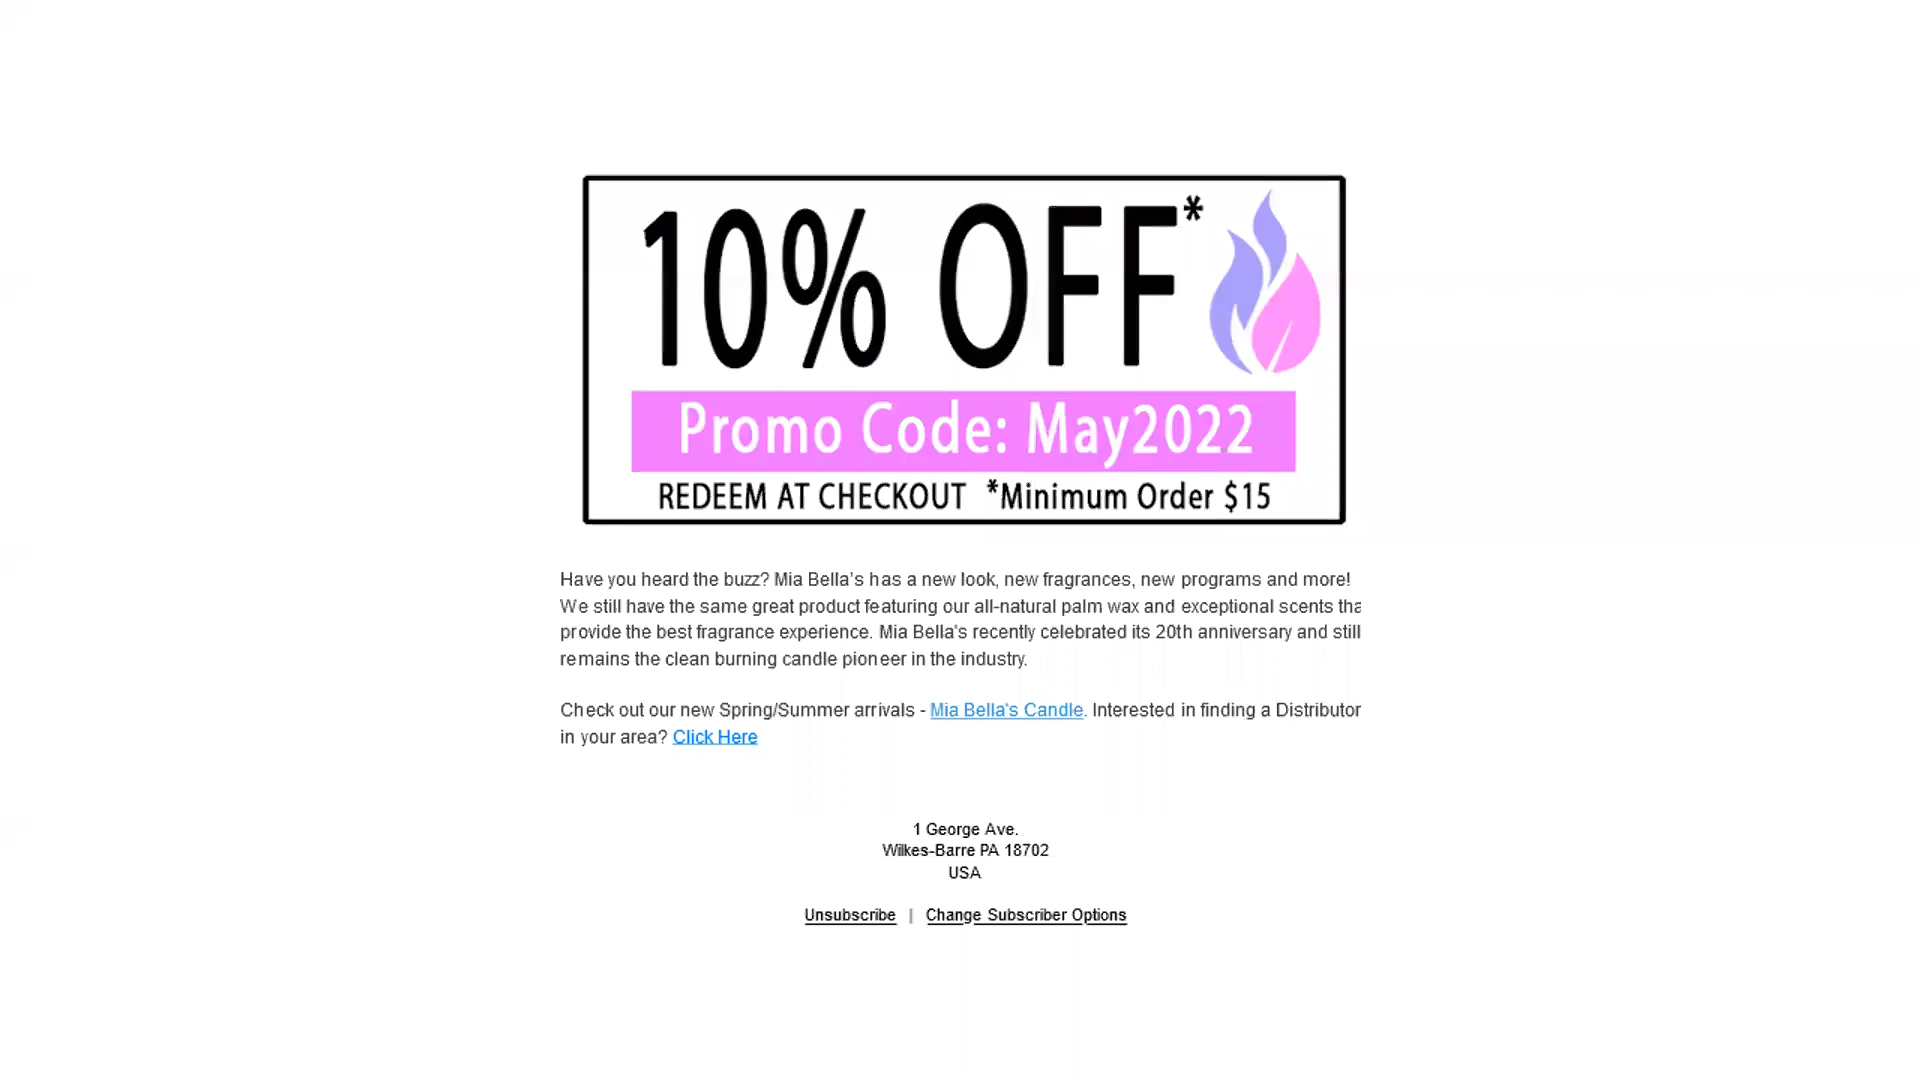 10% OFF*
Promo Code: May2022
REDEEM AT CHECKOUT *Minimum Order $15
Have you heard the buzz? Mia Bella’s has a new look, new fragrances, new programs and more!
We still have the same great product featuring our all-natural palm wax and exceptional scents tha
provide the best fragrance experience. Mia Bella's recently celebrated its 20th anniversary and still
remains the clean burning candle pioneer in the industry.
Check out our new Spring/Summer arrivals - Mia Bella's Candle. Interested in finding a Distributor
in your area? Click Here
1 George Ave.
Wilkes-Barre PA 18702
USA
Unsubscribe | Change Subscriber Options